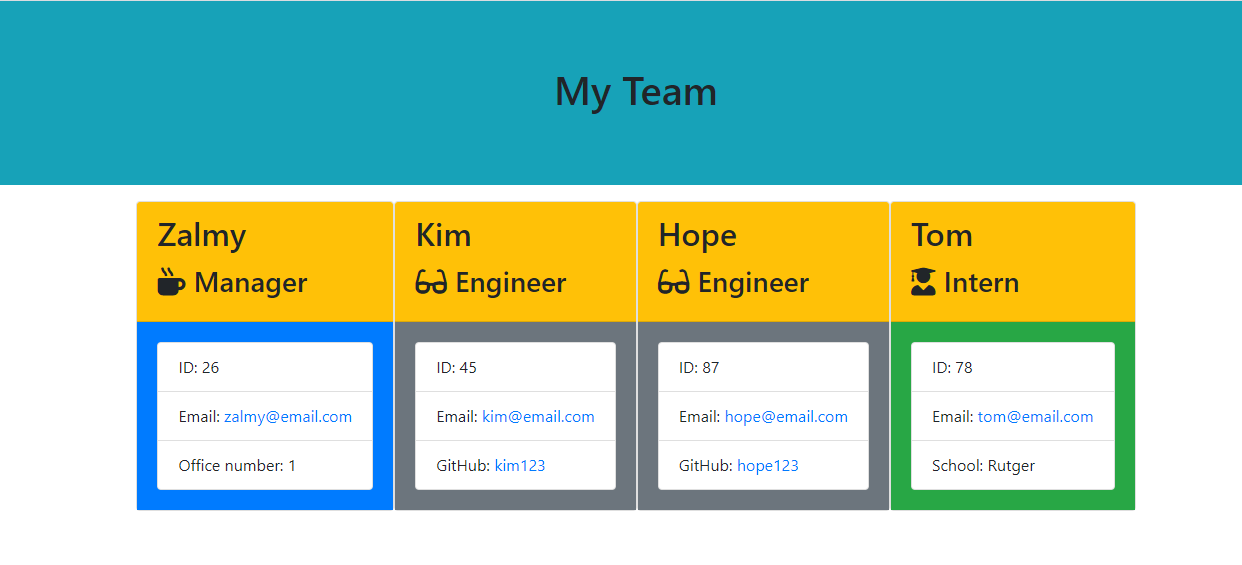 My Team
Zalmy
Manager
ID: 26
Email: zalmy@email.com
Office number: 1
Kim
Engineer
ID: 45
Email: kim@email.com
GitHub: kim123
Hope
Engineer
ID: 87
Email: hope@email.com
GitHub: hope123
Tom
Intern
ID: 78
Email: tom@email.com
School: Rutger